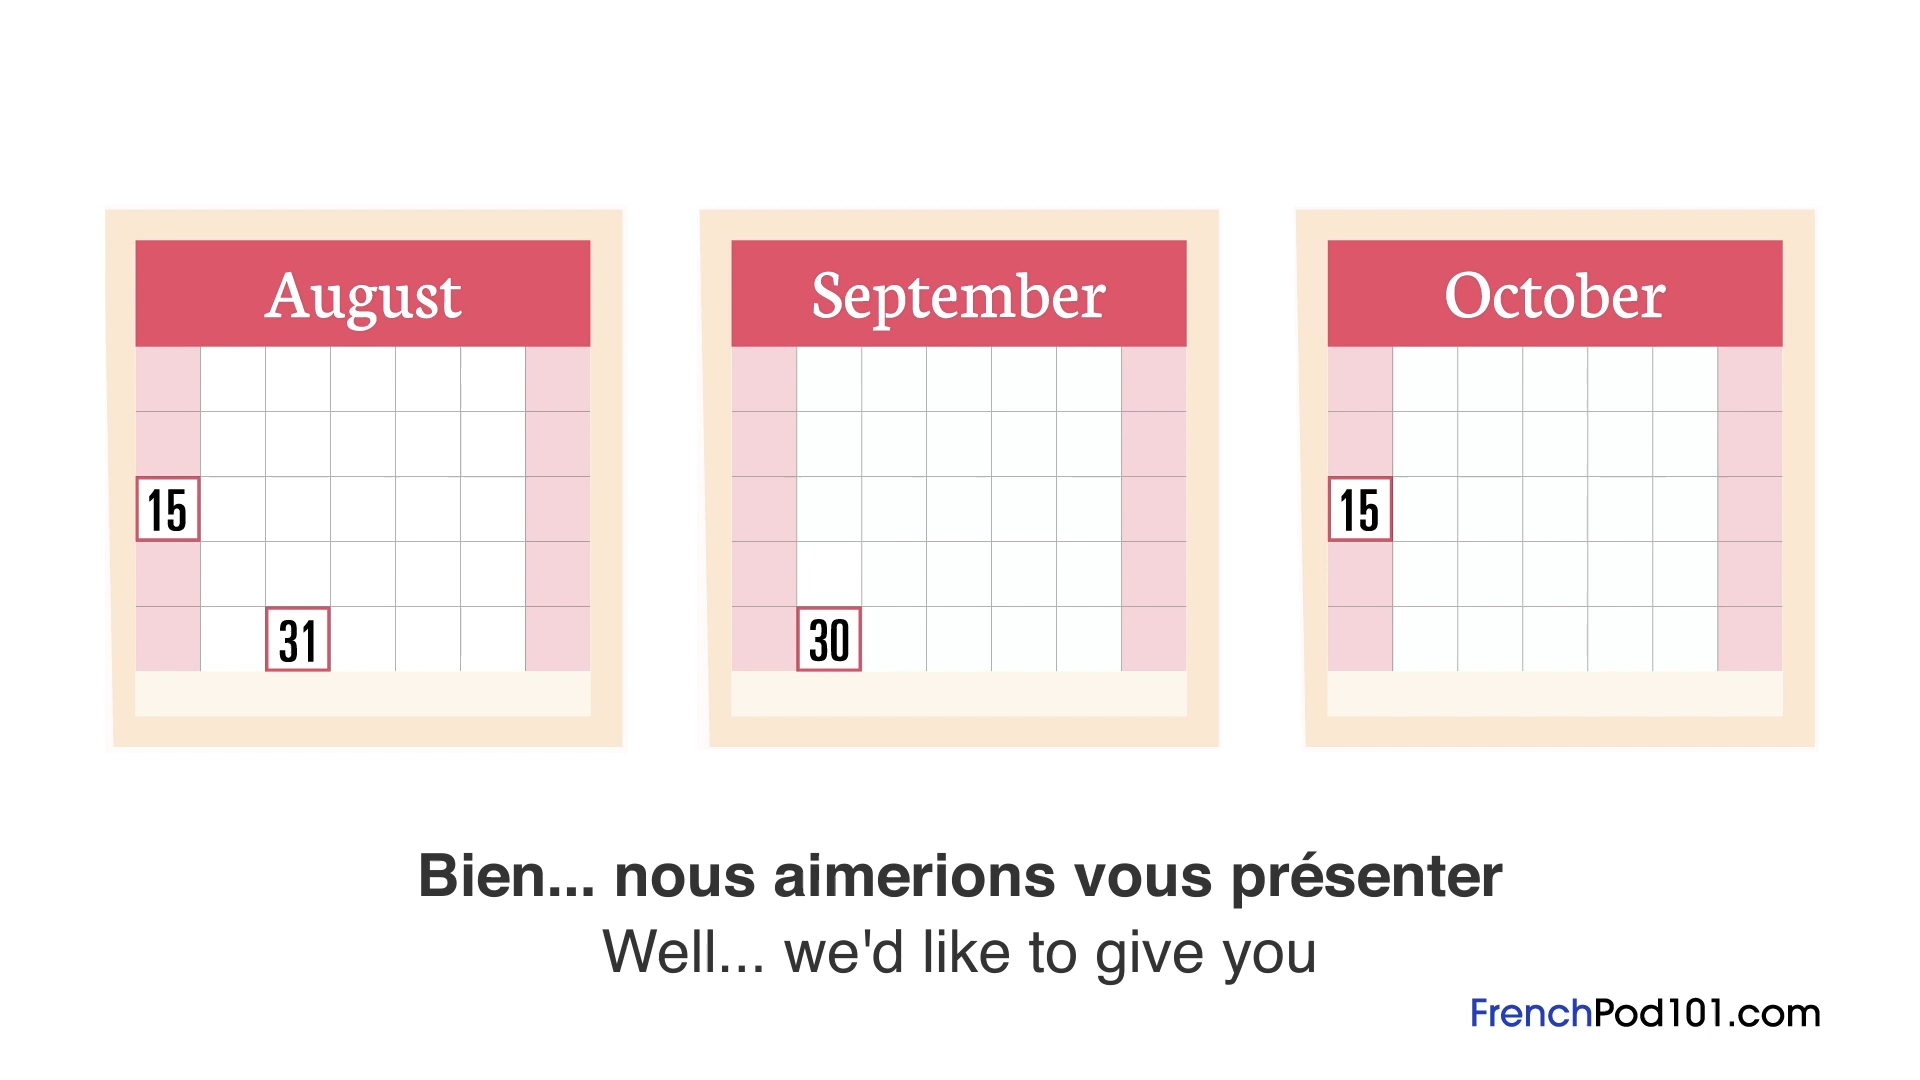 August
15
31
September
30
October
15
Bien... nous aimerions vous présenter
Well... we'd like to give you
FrenchPod101.com